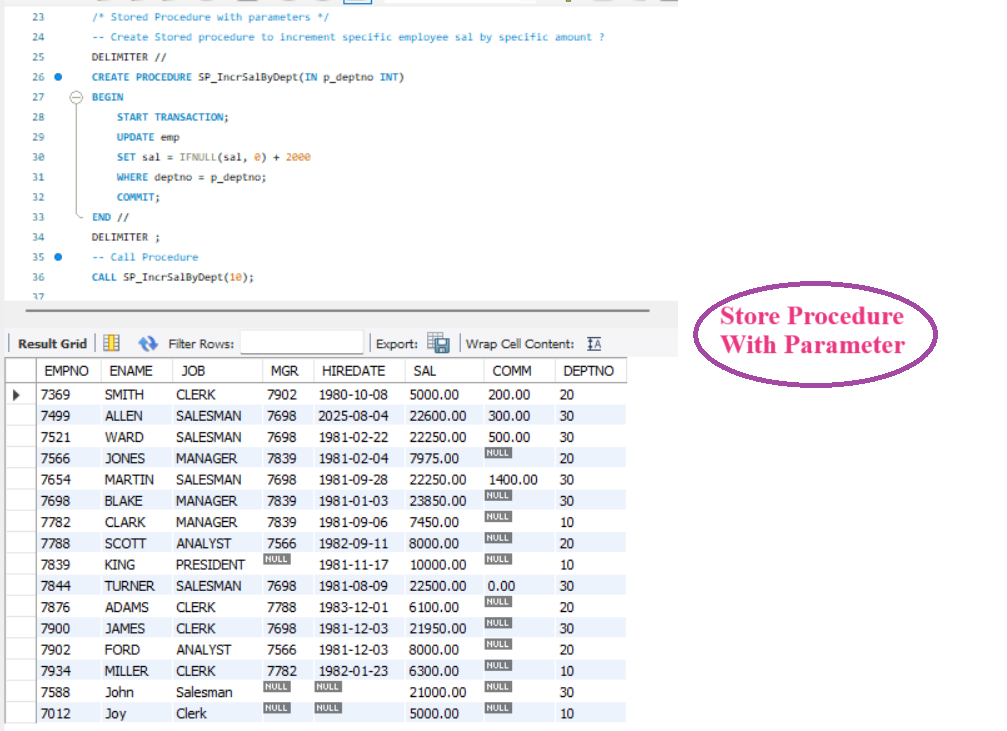 23 /* Stored Procedure with parameters */
24 -- Create Stored procedure to increment specific employee sal by specific amount ?
25 DELIMITER //
26 CREATE PROCEDURE SP_IncrSalByDept(IN p_deptno INT)
27 BEGIN
28 START TRANSACTION;
29 UPDATE emp
30 SET sal = IFNULL(sal, 0) + 2000
31 WHERE deptno = p_deptno;
32 COMMIT;
33 END //
34 DELIMITER ;
35 -- Call Procedure
36 CALL SP_IncrSalByDept(10);
37
Store Procedure
With Parameter
Result Grid Filter Rows: Export: Wrap Cell Content:
EMPNO ENAME JOB MGR HIREDATE SAL COMM DEPTNO
7369 SMITH CLERK 7902 1980-10-08 5000.00 200.00 20
7499 ALLEN SALESMAN 7698 2025-08-04 22600.00 300.00 30
7521 WARD SALESMAN 7698 1981-02-22 22250.00 500.00 30
7566 JONES MANAGER 7839 1981-02-04 7975.00 NULL 20
7654 MARTIN SALESMAN 7698 1981-09-28 22250.00 1400.00 30
7698 BLAKE MANAGER 7839 1981-01-03 23850.00 NULL 30
7782 CLARK MANAGER 7839 1981-09-06 7450.00 NULL 10
7788 SCOTT ANALYST 7566 1982-09-11 8000.00 NULL 20
7839 KING PRESIDENT NULL 1981-11-17 10000.00 NULL 10
7844 TURNER SALESMAN 7698 1981-08-09 22500.00 0.00 30
7876 ADAMS CLERK 7788 1983-12-01 6100.00 NULL 20
7900 JAMES CLERK 7698 1981-12-03 21950.00 NULL 30
7902 FORD ANALYST 7566 1981-12-03 8000.00 NULL 20
7934 MILLER CLERK 7782 1982-01-23 6300.00 NULL 10
7588 John Salesman NULL NULL 21000.00 NULL 30
7012 Joy Clerk NULL NULL 5000.00 NULL 10